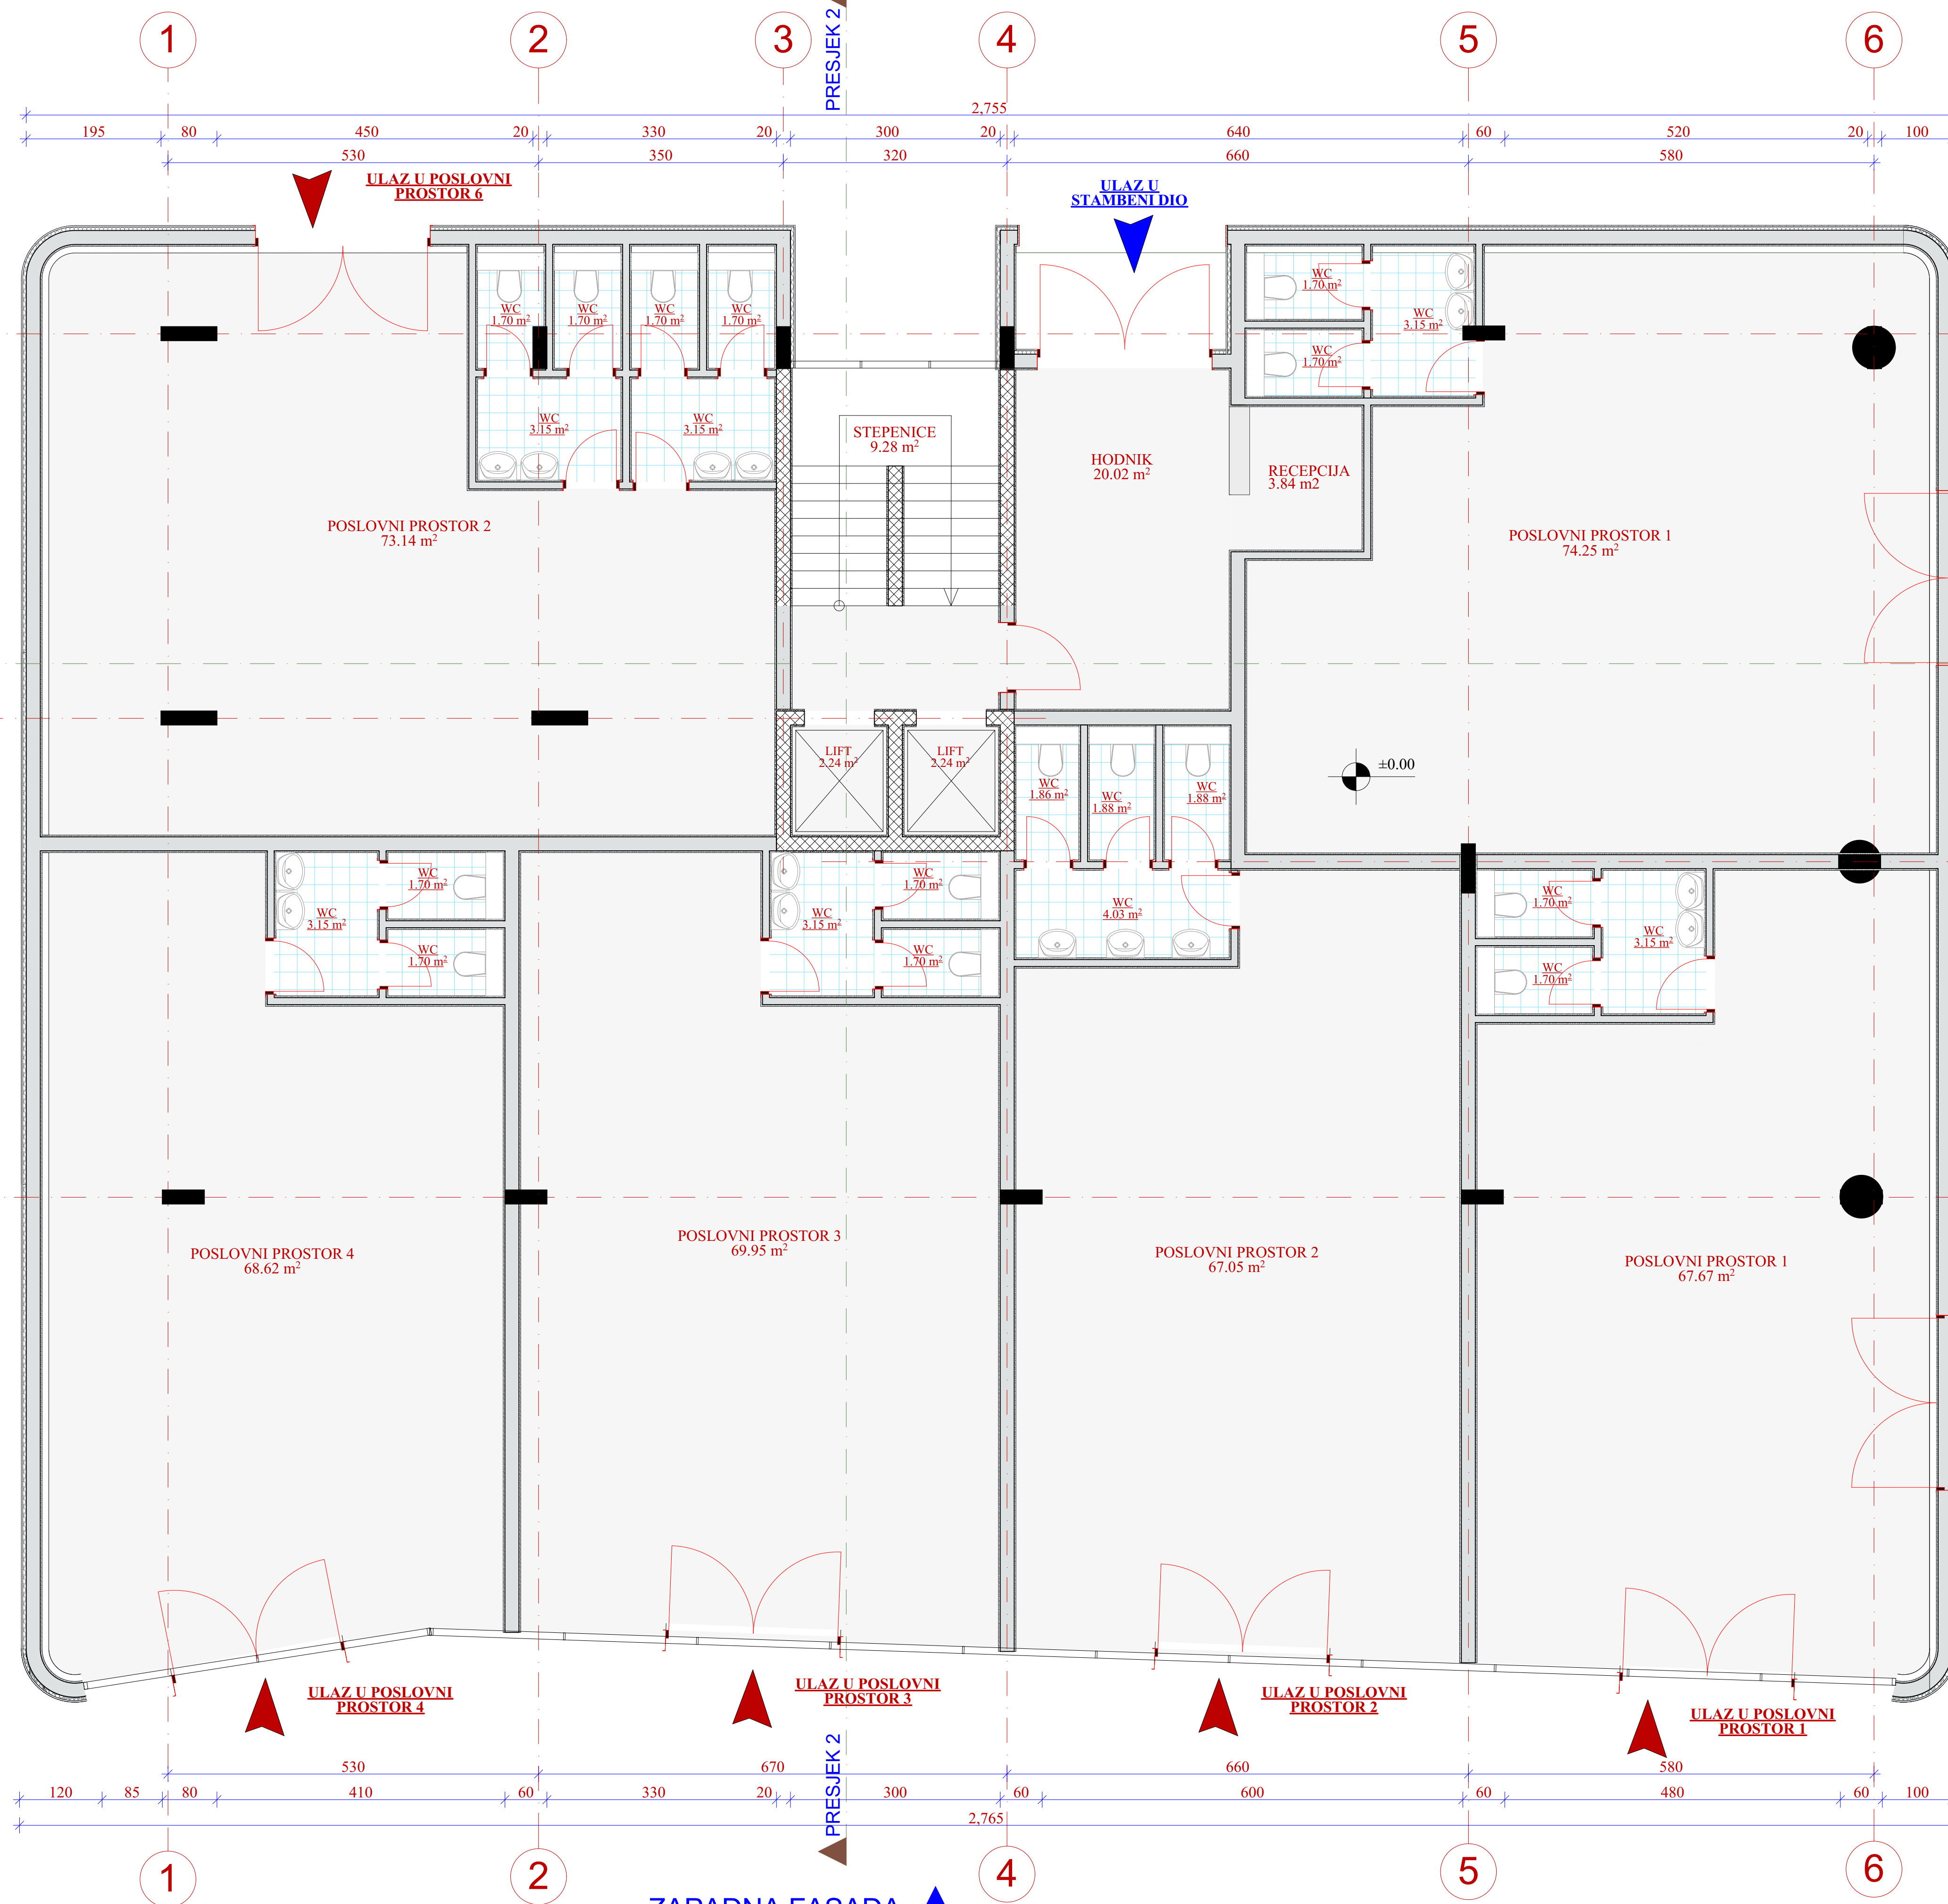 PRESJEK 2
1
2
3
4
5
6
2,755
195
80
450
20
330
20
300
20
640
60
520
20
100
530
350
320
660
580
ULAZ U POSLOVNI
PROSTOR 6
ULAZ U
STAMBENI DIO
WC
1.70 m²
WC
1.70 m²
WC
1.70 m²
WC
1.70 m²
WC
1.70 m²
WC
3.15 m²
WC
1.70 m²
WC
3.15 m²
WC
3.15 m²
STEPENICE
9.28 m²
HODNIK
20.02 m²
RECEPCIJA
3.84 m2
POSLOVNI PROSTOR 2
73.14 m²
POSLOVNI PROSTOR 1
74.25 m²
LIFT
2.24 m²
LIFT
2.24 m²
±0.00
WC
1.86 m²
WC
1.88 m²
WC
1.88 m²
WC
1.70 m²
WC
3.15 m²
WC
1.70 m²
WC
1.70 m²
WC
3.15 m²
WC
1.70 m²
WC
4.03 m²
WC
1.70 m²
WC
3.15 m²
WC
1.70 m²
POSLOVNI PROSTOR 4
68.62 m²
POSLOVNI PROSTOR 3
69.95 m²
POSLOVNI PROSTOR 2
67.05 m²
POSLOVNI PROSTOR 1
67.67 m²
ULAZ U POSLOVNI
PROSTOR 4
ULAZ U POSLOVNI
PROSTOR 3
ULAZ U POSLOVNI
PROSTOR 2
ULAZ U POSLOVNI
PROSTOR 1
PRESJEK 2
530
670
660
580
120
85
80
410
60
330
20
300
60
600
60
480
60
100
2,765
1
2
4
5
6